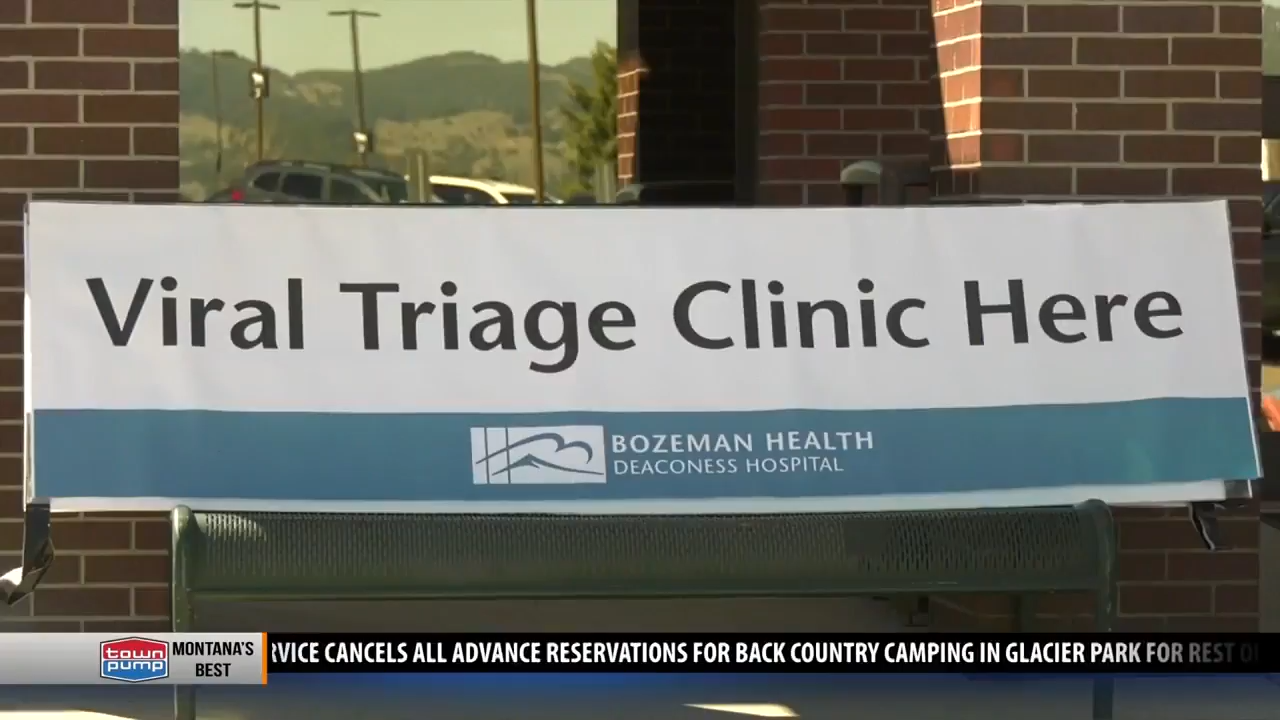 Viral Triage Clinic Here
BOZEMAN HEALTH
DEACONESS HOSPITAL
town
pump
MONTANA'S
BEST
RVICE CANCELS ALL ADVANCE RESERVATIONS FOR BACK COUNTRY CAMPING IN GLACIER PARK FOR REST